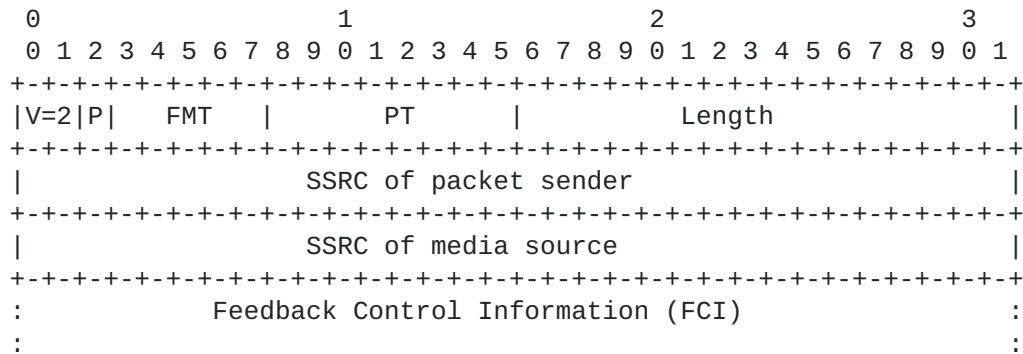 0                   1                   2                   3
 0 1 2 3 4 5 6 7 8 9 0 1 2 3 4 5 6 7 8 9 0 1 2 3 4 5 6 7 8 9 0 1
+-+-+-+-+-+-+-+-+-+-+-+-+-+-+-+-+-+-+-+-+-+-+-+-+-+-+-+-+-+-+-+-+
|V=2|P|   FMT   |       PT      |          Length               |
+-+-+-+-+-+-+-+-+-+-+-+-+-+-+-+-+-+-+-+-+-+-+-+-+-+-+-+-+-+-+-+-+
|                  SSRC of packet sender                        |
+-+-+-+-+-+-+-+-+-+-+-+-+-+-+-+-+-+-+-+-+-+-+-+-+-+-+-+-+-+-+-+-+
|                  SSRC of media source                         |
+-+-+-+-+-+-+-+-+-+-+-+-+-+-+-+-+-+-+-+-+-+-+-+-+-+-+-+-+-+-+-+-+
:            Feedback Control Information (FCI)                 :
:                                                               :